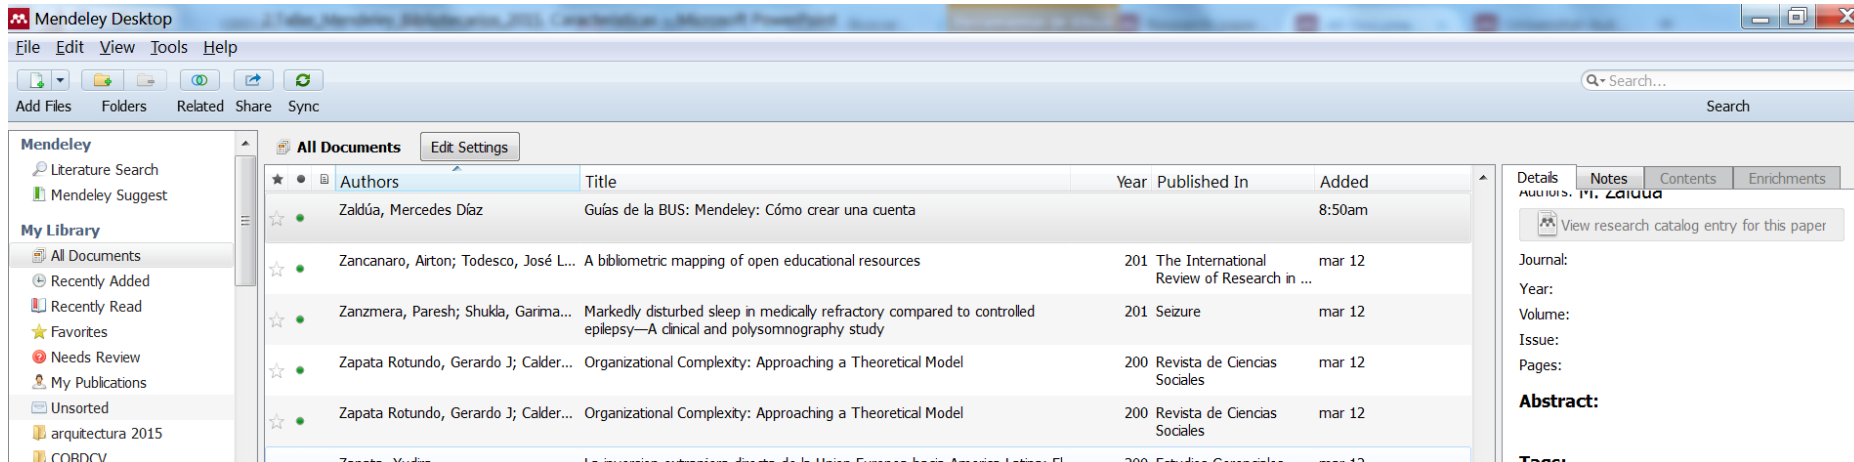 Mendeley Desktop
File Edit View Tools Help
Search...
Add Files Folders Related Share Sync Search
Mendeley
Literature Search
Mendeley Suggest
My Library
All Documents
Recently Added
Recently Read
Favorites
Needs Review
My Publications
Unsorted
arquitectura 2015
COBDCV
All Documents Edit Settings
Authors Title Year Published In Added
Zaldúa, Mercedes Díaz Guías de la BUS: Mendeley: Cómo crear una cuenta 8:50am
Zancanaro, Airton; Todesco, José L... A bibliometric mapping of open educational resources 201 The International mar 12
Review of Research in ...
Zanzmera, Paresh; Shukla, Garima... Markedly disturbed sleep in medically refractory compared to controlled 201 Seizure mar 12
epilepsy—A clinical and polysomnography study
Zapata Rotundo, Gerardo J; Calder... Organizational Complexity: Approaching a Theoretical Model 200 Revista de Ciencias mar 12
Sociales
Zapata Rotundo, Gerardo J; Calder... Organizational Complexity: Approaching a Theoretical Model 200 Revista de Ciencias mar 12
Sociales
Details Notes Contents Enrichments
Authors: M. Zaldúa
View research catalog entry for this paper
Journal:
Year:
Volume:
Issue:
Pages:
Abstract:
Tags: